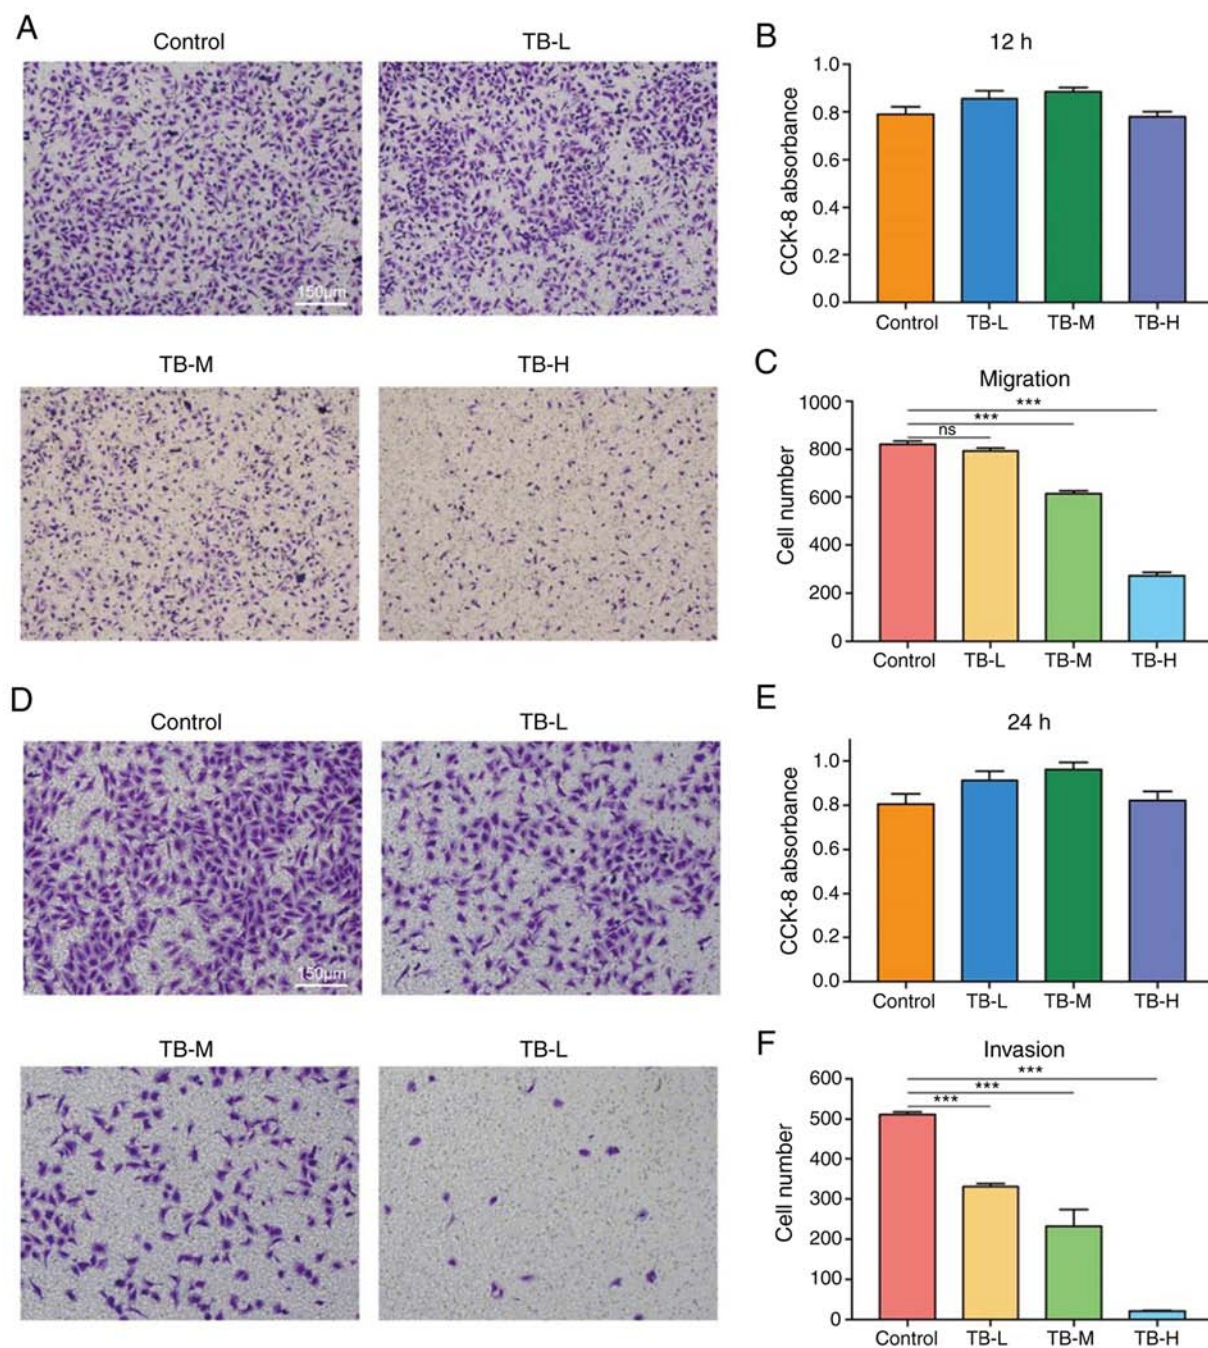 A
Control
TB-L
150μm
TB-M
TB-H
B
12 h
CCK-8 absorbance
1.0
0.8
0.6
0.4
0.2
0.0
Control TB-L TB-M TB-H
C
Migration
Cell number
1000
800
600
400
200
0
***
***
ns
Control TB-L TB-M TB-H
D
Control
TB-L
150μm
TB-M
TB-L
E
24 h
CCK-8 absorbance
1.0
0.8
0.6
0.4
0.2
0.0
Control TB-L TB-M TB-H
F
Invasion
Cell number
600
500
400
300
200
100
0
***
***
***
Control TB-L TB-M TB-H